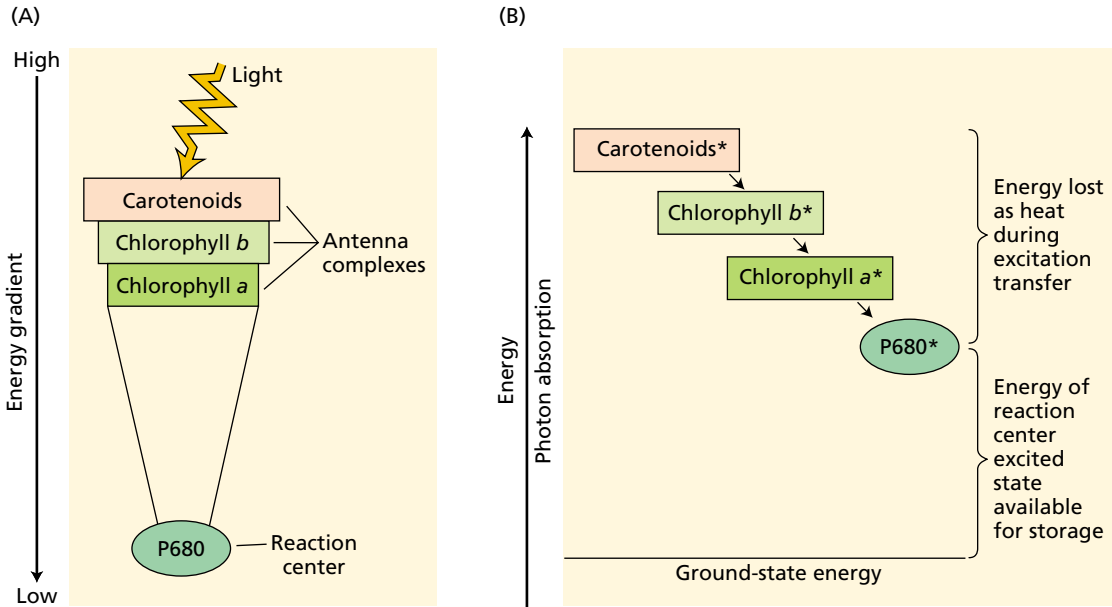 (A)
High
Light
Carotenoids
Chlorophyll b
Chlorophyll a
Antenna
complexes
Energy gradient
P680
Reaction
center
Low
(B)
Energy
Photon absorption
Carotenoids*
Chlorophyll b*
Chlorophyll a*
P680*
Energy lost
as heat
during
excitation
transfer
Energy of
reaction
center
excited
state
available
for storage
Ground-state energy